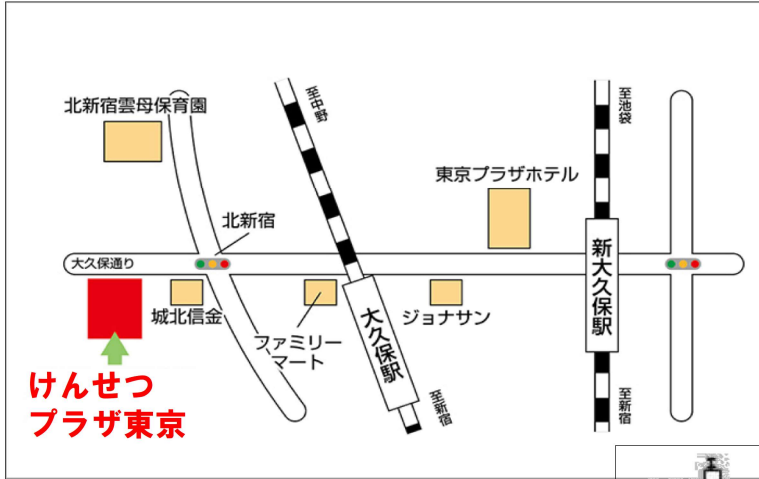 北新宿雲母保育園
至中野
至池袋
東京プラザホテル
北新宿
大久保通り
新大久保駅
城北信金
ファミリー
マート
大久保駅
ジョナサン
至新宿
至新宿
けんせつ
プラザ東京